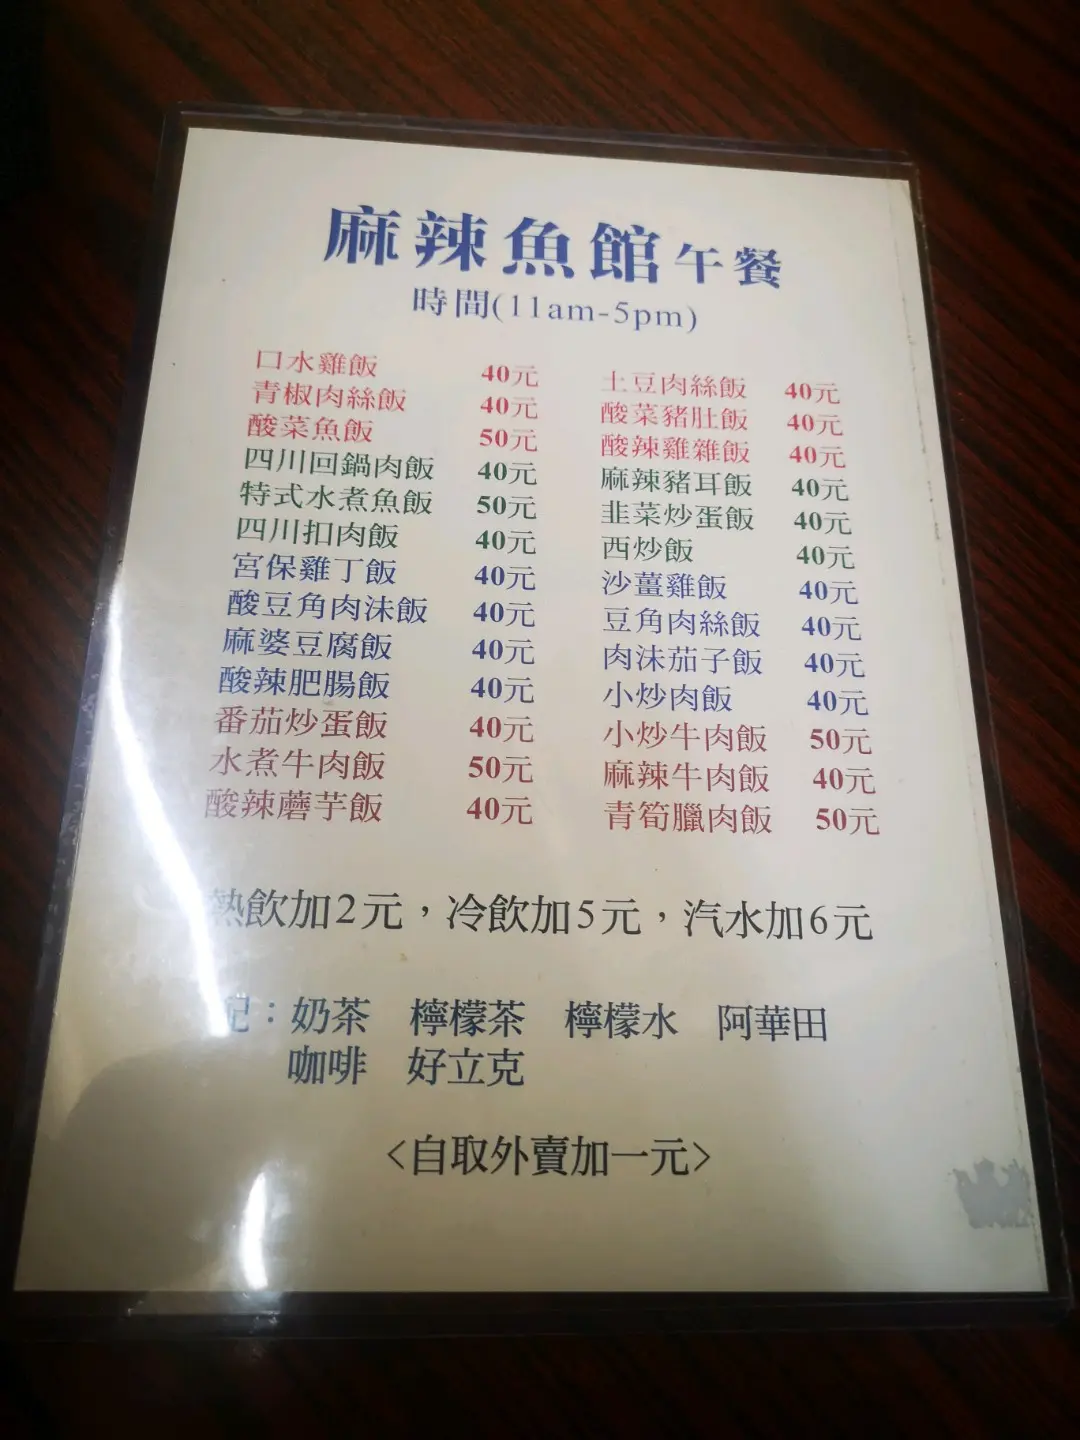 麻辣魚館午餐
時間(11am-5pm)
口水雞飯 40元
青椒肉絲飯 40元
酸菜魚飯 50元
四川回鍋肉飯 40元
特式水煮魚飯 50元
四川扣肉飯 40元
宮保雞丁飯 40元
酸豆角肉沫飯 40元
麻婆豆腐飯 40元
酸辣肥腸飯 40元
番茄炒蛋飯 40元
水煮牛肉飯 50元
酸辣蘑芋飯 40元
土豆肉絲飯 40元
酸菜豬肚飯 40元
酸辣雞雜飯 40元
麻辣豬耳飯 40元
韭菜炒蛋飯 40元
西炒飯 40元
沙薑雞飯 40元
豆角肉絲飯 40元
肉沫茄子飯 40元
小炒肉飯 40元
小炒牛肉飯 50元
麻辣牛肉飯 40元
青筍臘肉飯 50元
熱飲加2元，冷飲加5元，汽水加6元
：奶茶 檸檬茶 檸檬水 阿華田
咖啡 好立克
<自取外賣加一元>